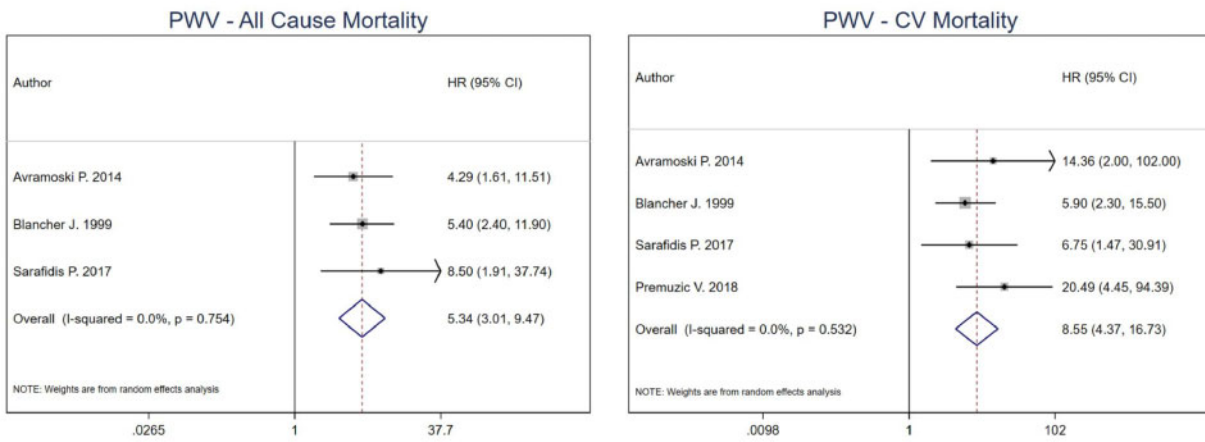 PWV - All Cause Mortality
Author HR (95% CI)
Avramoski P. 2014 4.29 (1.61, 11.51)
Blancher J. 1999 5.40 (2.40, 11.90)
Sarafidis P. 2017 8.50 (1.91, 37.74)
Overall (I-squared = 0.0%, p = 0.754) 5.34 (3.01, 9.47)
NOTE: Weights are from random effects analysis
.0265 1 37.7
PWV - CV Mortality
Author HR (95% CI)
Avramoski P. 2014 14.36 (2.00, 102.00)
Blancher J. 1999 5.90 (2.30, 15.50)
Sarafidis P. 2017 6.75 (1.47, 30.91)
Premuzic V. 2018 20.49 (4.45, 94.39)
Overall (I-squared = 0.0%, p = 0.532) 8.55 (4.37, 16.73)
NOTE: Weights are from random effects analysis
.0098 1 102